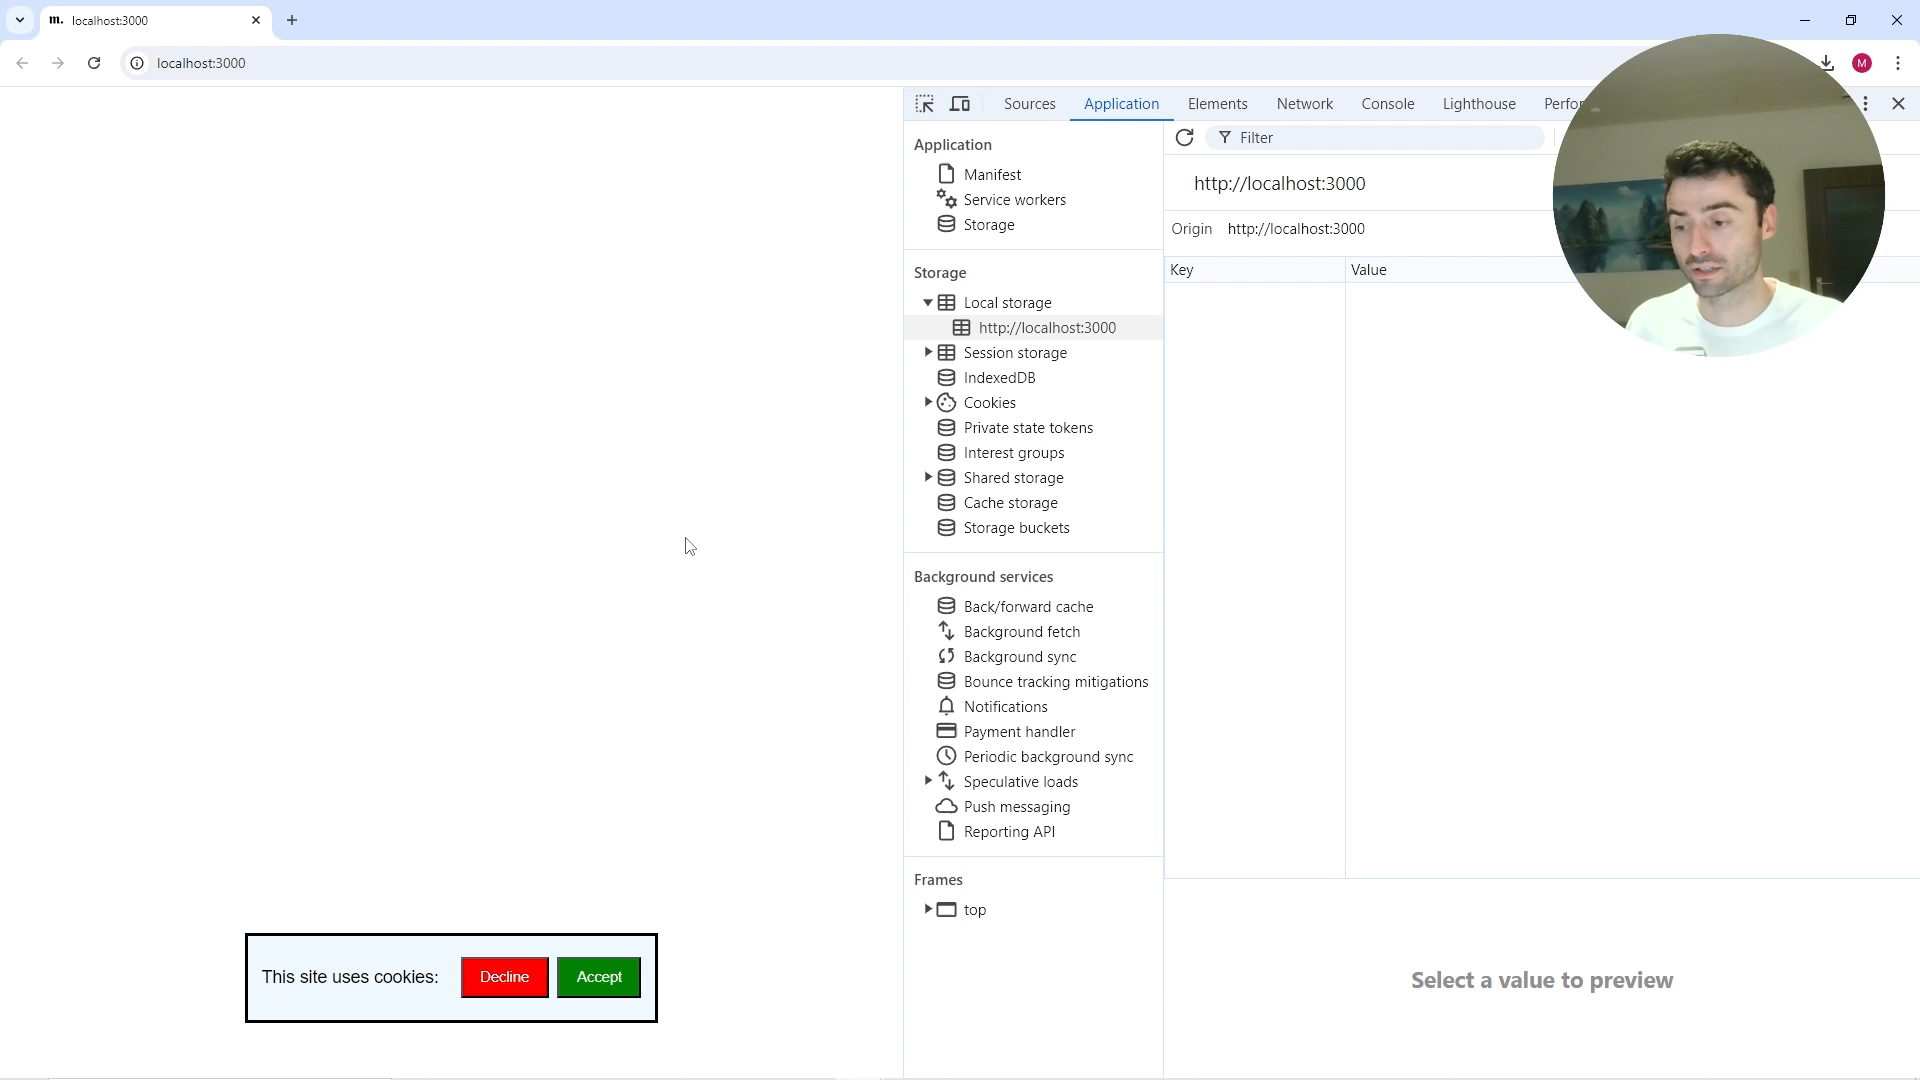 m. localhost:3000
localhost:3000
M
Sources Application Elements Network Console Lighthouse Perfor
Application
Manifest
Service workers
Storage
Storage
Local storage
http://localhost:3000
Session storage
IndexedDB
Cookies
Private state tokens
Interest groups
Shared storage
Cache storage
Storage buckets
Background services
Back/forward cache
Background fetch
Background sync
Bounce tracking mitigations
Notifications
Payment handler
Periodic background sync
Speculative loads
Push messaging
Reporting API
Frames
top
Filter
http://localhost:3000
Origin http://localhost:3000
Key Value
Select a value to preview
This site uses cookies: Decline Accept